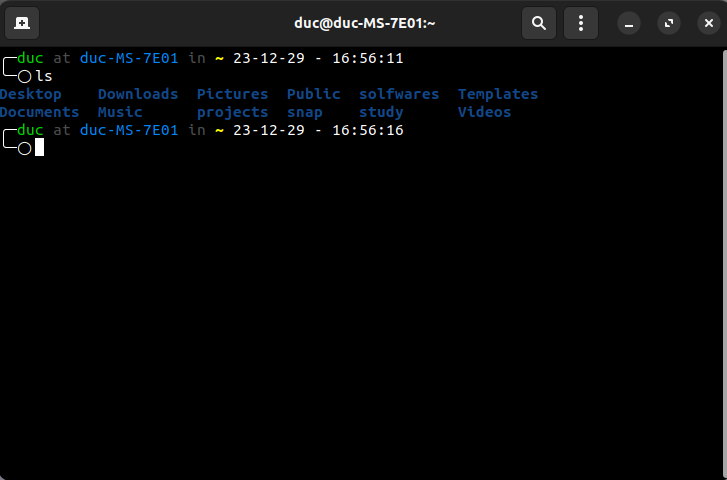 duc@duc-MS-7E01:~
duc at duc-MS-7E01 in ~ 23-12-29 - 16:56:11
ls
Desktop Downloads Pictures Public solfwares Templates
Documents Music projects snap study Videos
duc at duc-MS-7E01 in ~ 23-12-29 - 16:56:16